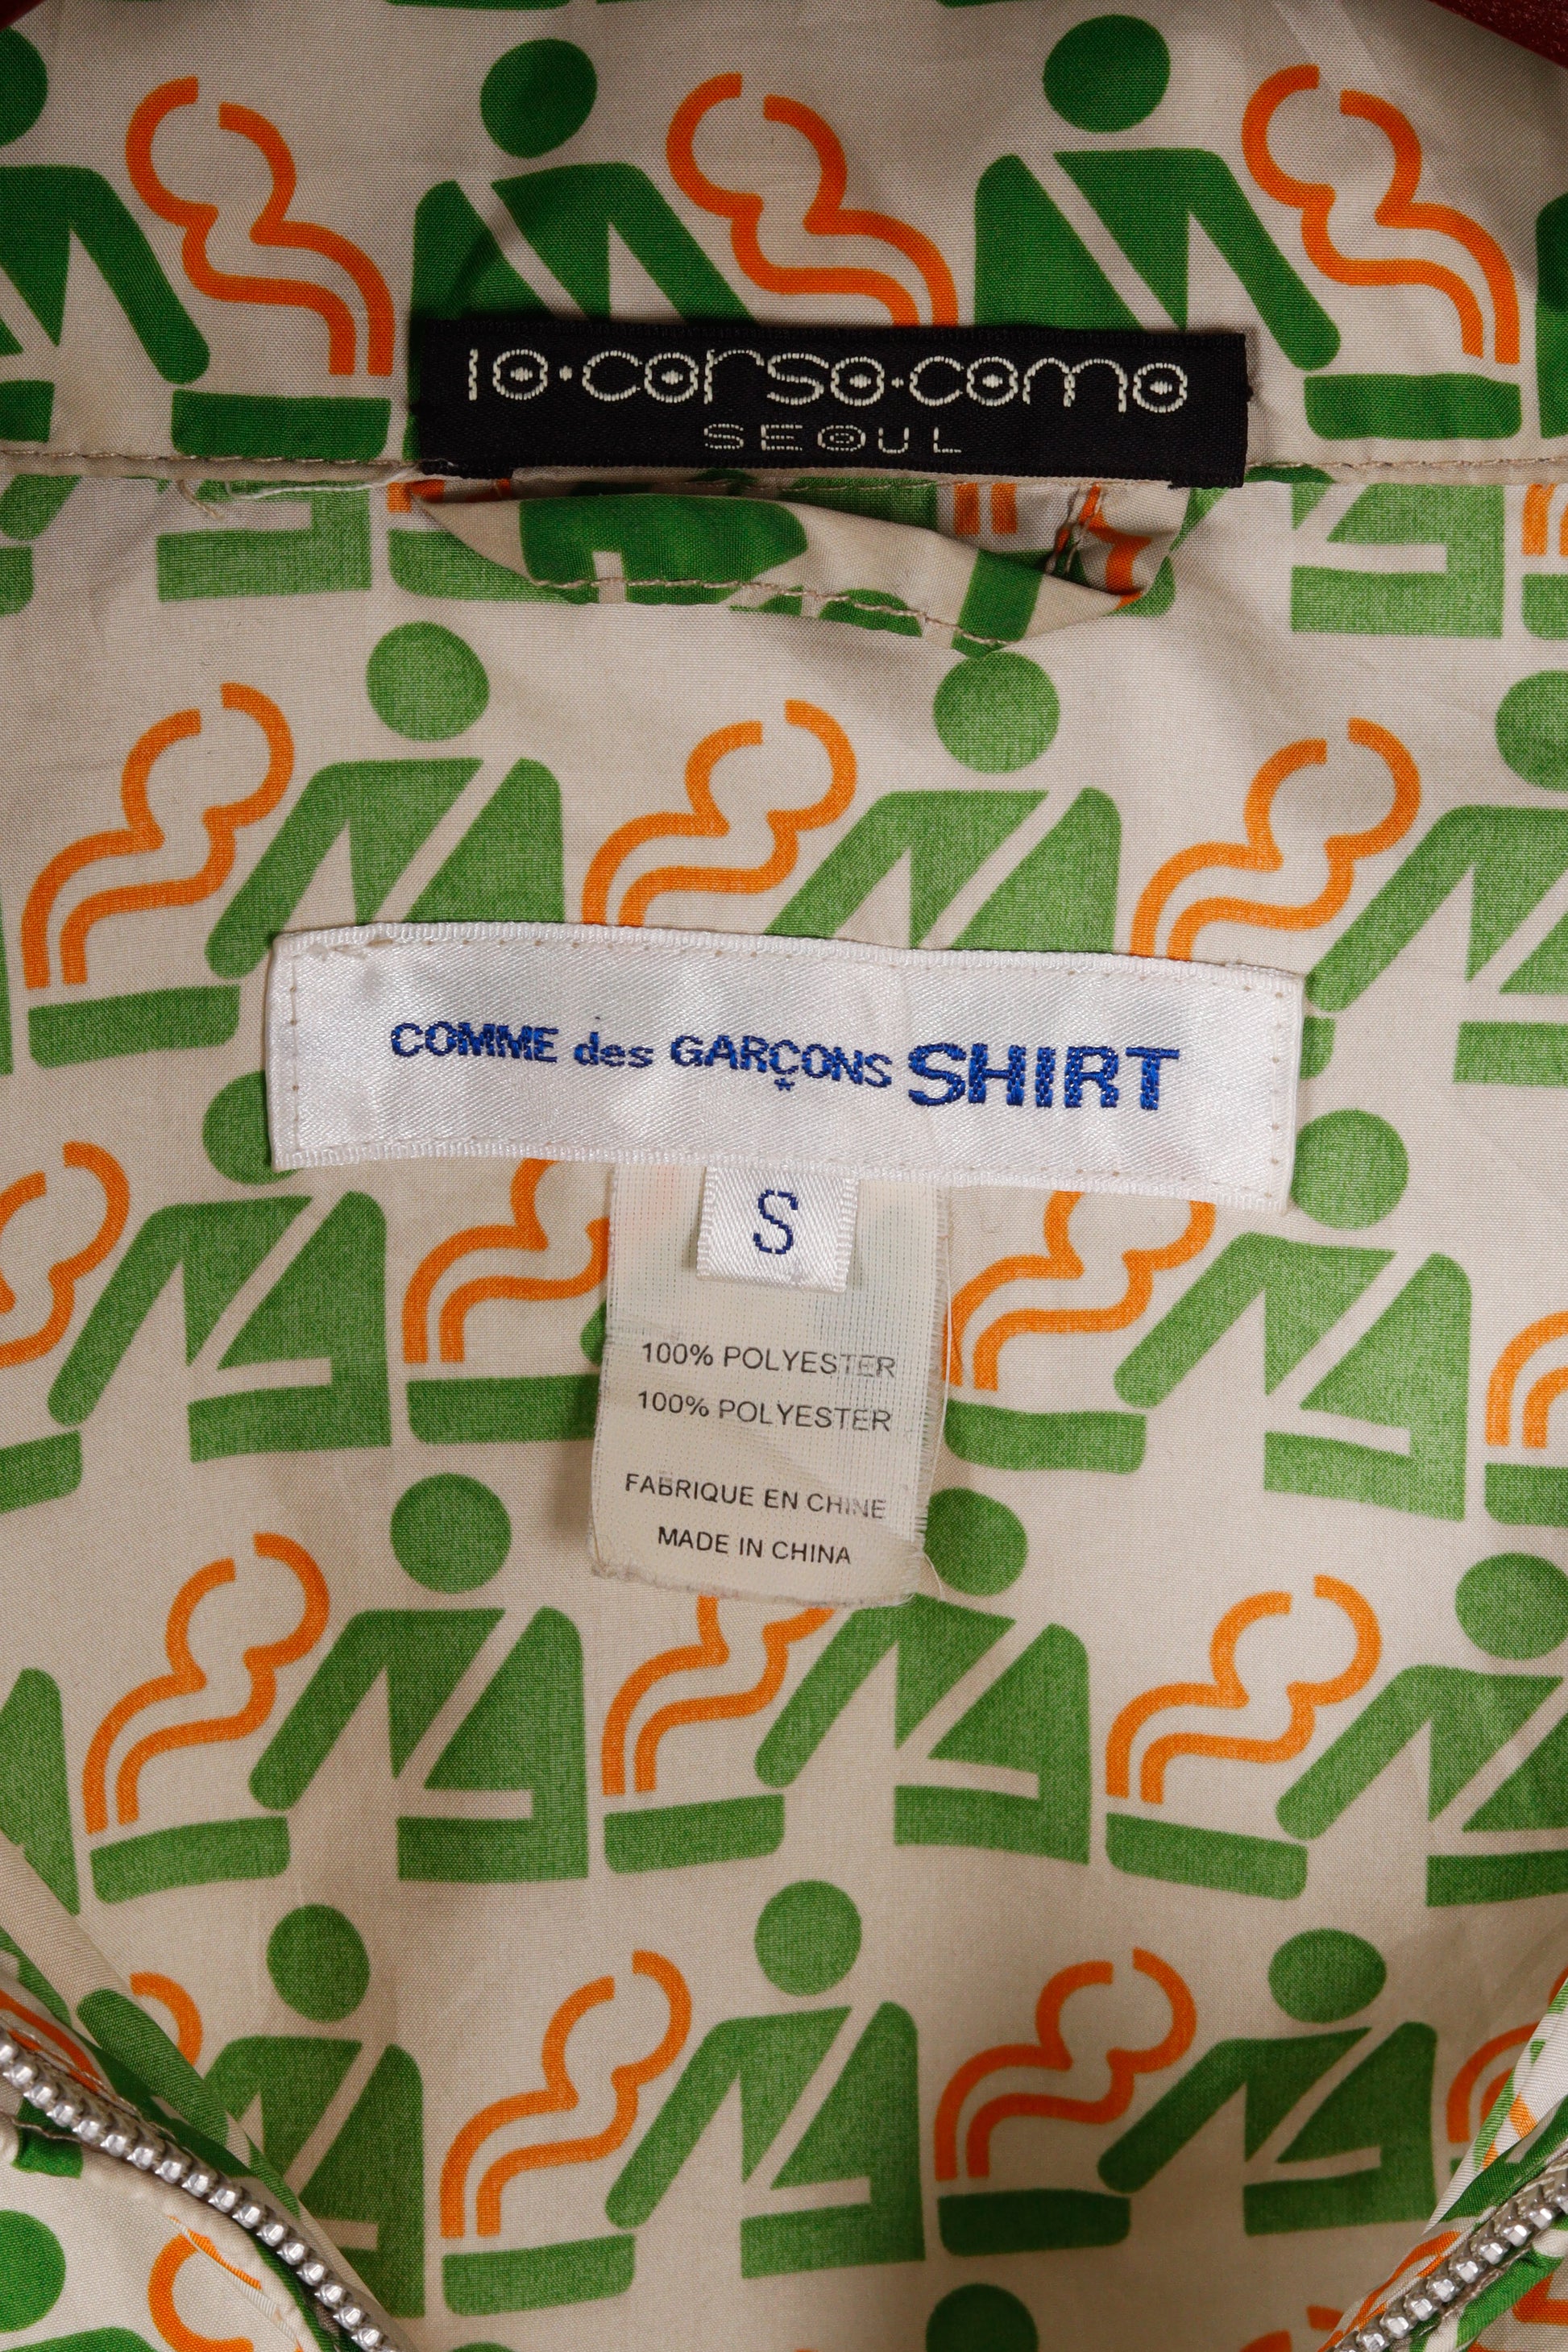 10·corso·como
SEOUL
COMME des GARÇONS SHIRT
S
100% POLYESTER
100% POLYESTER
FABRIQUE EN CHINE
MADE IN CHINA